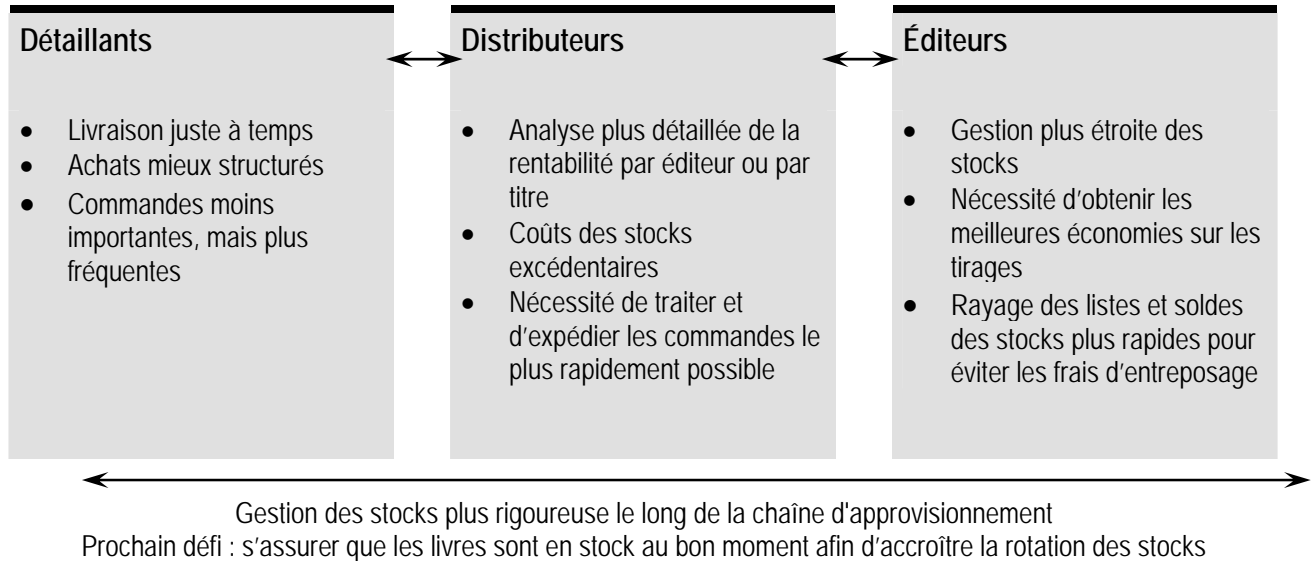 Détaillants
• Livraison juste à temps
• Achats mieux structurés
• Commandes moins
importantes, mais plus
fréquentes
Distributeurs
• Analyse plus détaillée de la
rentabilité par éditeur ou par
titre
• Coûts des stocks
excédentaires
• Nécessité de traiter et
d’expédier les commandes le
plus rapidement possible
Éditeurs
• Gestion plus étroite des
stocks
• Nécessité d’obtenir les
meilleures économies sur les
tirages
• Rayage des listes et soldes
des stocks plus rapides pour
éviter les frais d’entreposage
Gestion des stocks plus rigoureuse le long de la chaîne d'approvisionnement
Prochain défi : s’assurer que les livres sont en stock au bon moment afin d’accroître la rotation des stocks